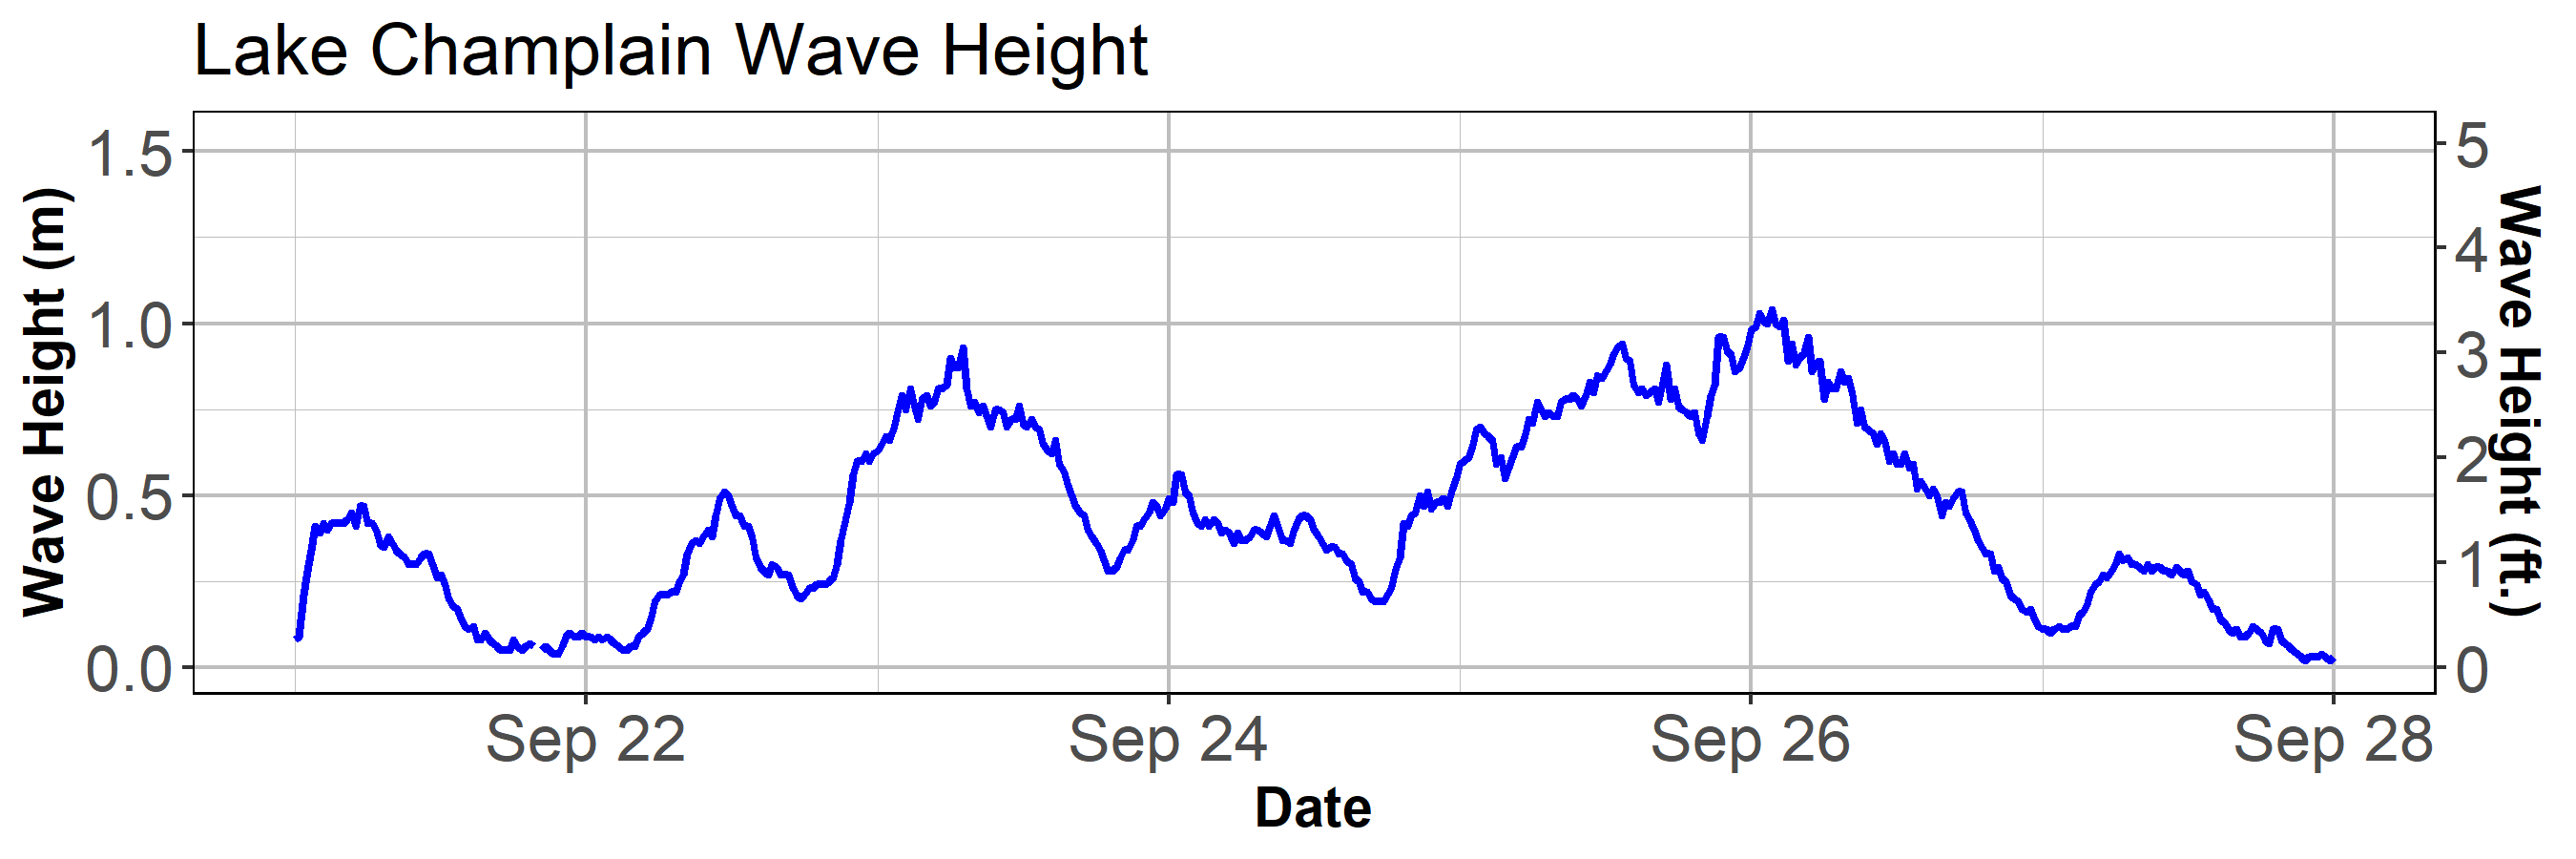 Lake Champlain Wave Height
Wave Height (m)
1.5
1.0
0.5
0.0
5
4
3
2
1
0
Wave Height (ft.)
Sep 22
Sep 24
Sep 26
Sep 28
Date